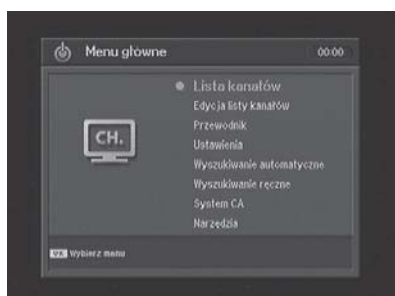 Menu główne
00:00
Lista kanałów
CH.
Edycja listy kanałów
Przewodnik
Ustawienia
Wyszukiwanie automatyczne
Wyszukiwanie ręczne
System CA
Narzędzia
OK Wybierz menu